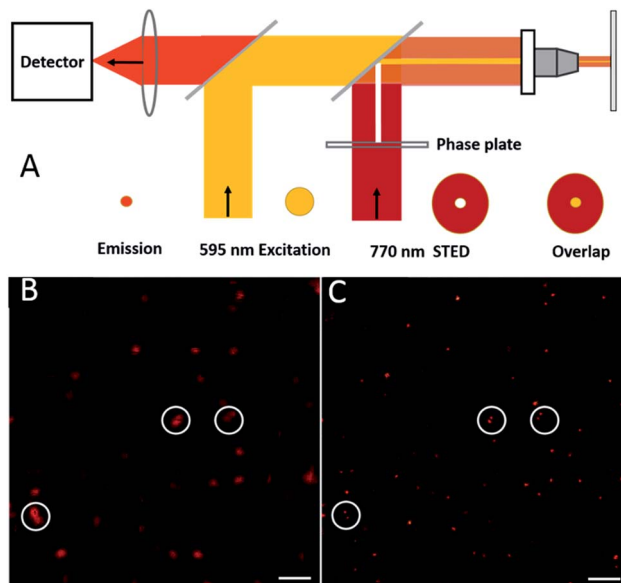 Detector
Phase plate
A
Emission 595 nm Excitation 770 nm STED Overlap
B C